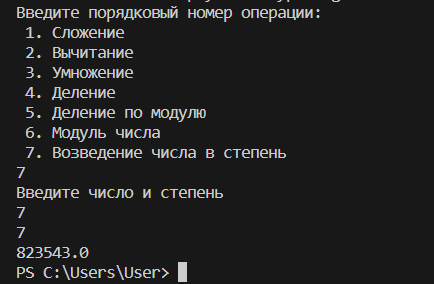 Введите порядковый номер операции:
1. Сложение
2. Вычитание
3. Умножение
4. Деление
5. Деление по модулю
6. Модуль числа
7. Возведение числа в степень
7
Введите число и степень
7
7
823543.0
PS C:\Users\User>